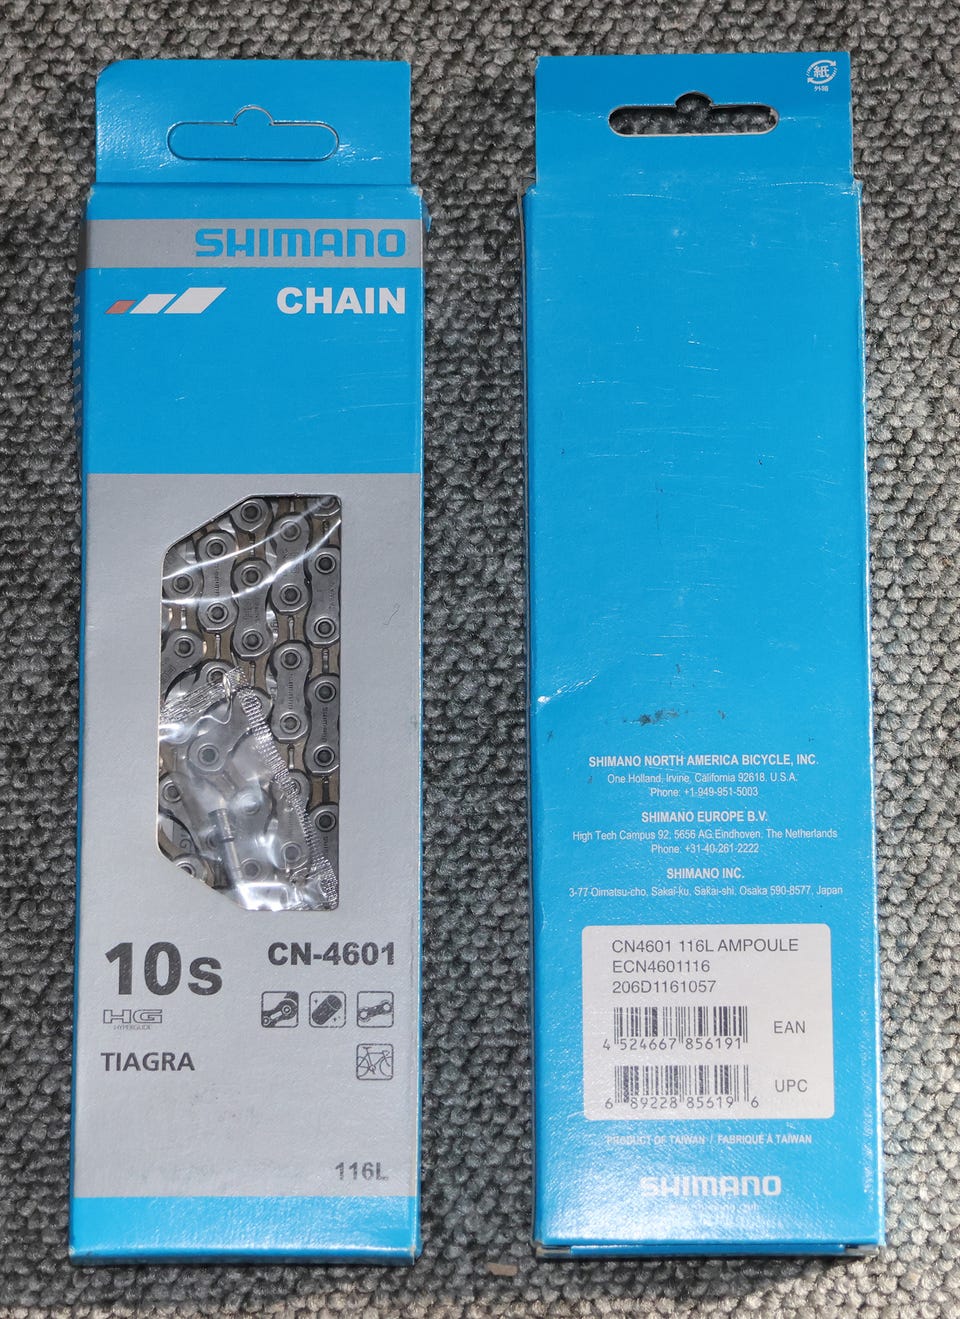 SHIMANO
CHAIN
10s
CN-4601
HG
HYPERGLIDE
TIAGRA
116L
紙
外箱
SHIMANO NORTH AMERICA BICYCLE, INC.
One Holland, Irvine, California 92618. U.S.A.
Phone: +1-949-951-5003
SHIMANO EUROPE B.V.
High Tech Campus 92, 5656 AG Eindhoven, The Netherlands
Phone: +31-40-261-2222
SHIMANO INC.
3-77 Oimatsu-cho, Sakai-ku, Sakai-shi, Osaka 590-8577, Japan
CN4601 116L AMPOULE
ECN4601116
206D1161057
4 524667 856191
EAN
6 89228 85619 6
UPC
PRODUCT OF TAIWAN / FABRIQUÉ À TAIWAN
SHIMANO